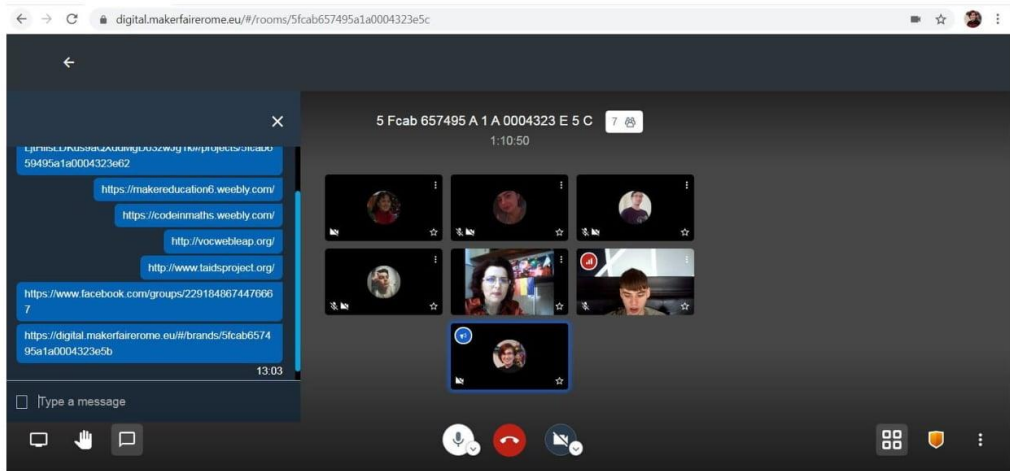 digital.makerfairerome.eu/#/rooms/5fcab657495a1a0004323e5c
59495a1a0004323e62
https://makereducation6.weebly.com/
https://codeinmaths.weebly.com/
http://vocwebleap.org/
http://www.taidsproject.org/
https://www.facebook.com/groups/229184867447666
7
https://digital.makerfairerome.eu/#/brands/5fcab6574
95a1a0004323e5b
13:03
Type a message
5 Fcab 657495 A 1 A 0004323 E 5 C 7
1:10:50